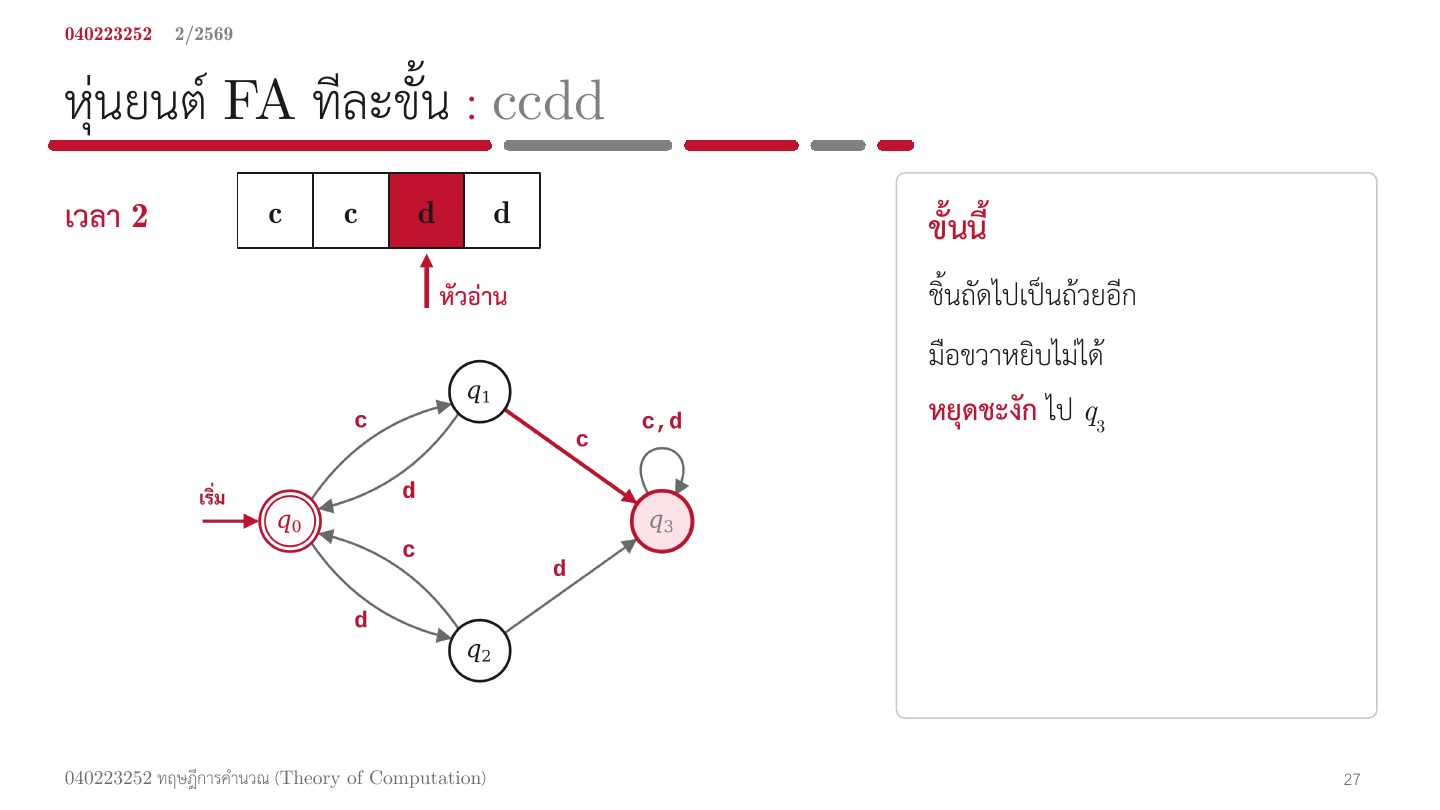 040223252 2/2569
หุ่นยนต์ FA ทีละขั้น : ccdd
เวลา 2
c c d d
หัวอ่าน
ขั้นนี้
ชิ้นถัดไปเป็นถ้วยอีก
มือขวาหยิบไม่ได้
หยุดชะงัก ไป q3
q1
c
c
c,d
d
เริ่ม
q0
q3
c
d
d
q2
040223252 ทฤษฎีการคำนวณ (Theory of Computation)
27